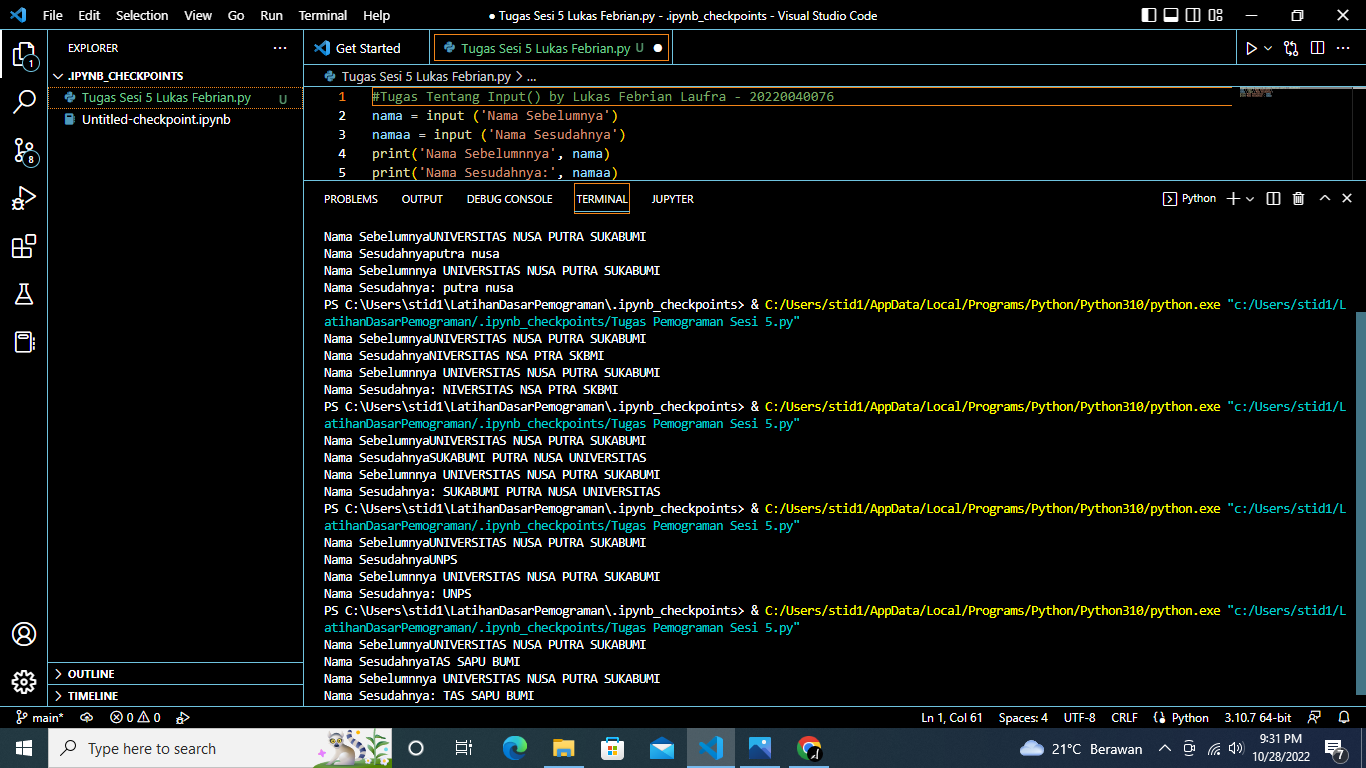 File Edit Selection View Go Run Terminal Help
● Tugas Sesi 5 Lukas Febrian.py - .ipynb_checkpoints - Visual Studio Code
EXPLORER
Get Started
Tugas Sesi 5 Lukas Febrian.py U
.IPYNB_CHECKPOINTS
Tugas Sesi 5 Lukas Febrian.py U
Untitled-checkpoint.ipynb
Tugas Sesi 5 Lukas Febrian.py > ...
1 #Tugas Tentang Input() by Lukas Febrian Laufra - 20220040076
2 nama = input ('Nama Sebelumnya')
3 namaa = input ('Nama Sesudahnya')
4 print('Nama Sebelumnnya', nama)
5 print('Nama Sesudahnya:', namaa)
PROBLEMS OUTPUT DEBUG CONSOLE TERMINAL JUPYTER
Python
Nama SebelumnyaUNIVERSITAS NUSA PUTRA SUKABUMI
Nama Sesudahnyaputra nusa
Nama Sebelumnnya UNIVERSITAS NUSA PUTRA SUKABUMI
Nama Sesudahnya: putra nusa
PS C:\Users\stid1\LatihanDasarPemograman\.ipynb_checkpoints> & C:/Users/stid1/AppData/Local/Programs/Python/Python310/python.exe "c:/Users/stid1/L
atihanDasarPemograman/.ipynb_checkpoints/Tugas Pemograman Sesi 5.py"
Nama SebelumnyaUNIVERSITAS NUSA PUTRA SUKABUMI
Nama SesudahnyaNIVERSITAS NSA PTRA SKBMI
Nama Sebelumnnya UNIVERSITAS NUSA PUTRA SUKABUMI
Nama Sesudahnya: NIVERSITAS NSA PTRA SKBMI
PS C:\Users\stid1\LatihanDasarPemograman\.ipynb_checkpoints> & C:/Users/stid1/AppData/Local/Programs/Python/Python310/python.exe "c:/Users/stid1/L
atihanDasarPemograman/.ipynb_checkpoints/Tugas Pemograman Sesi 5.py"
Nama SebelumnyaUNIVERSITAS NUSA PUTRA SUKABUMI
Nama SesudahnyaSUKABUMI PUTRA NUSA UNIVERSITAS
Nama Sebelumnnya UNIVERSITAS NUSA PUTRA SUKABUMI
Nama Sesudahnya: SUKABUMI PUTRA NUSA UNIVERSITAS
PS C:\Users\stid1\LatihanDasarPemograman\.ipynb_checkpoints> & C:/Users/stid1/AppData/Local/Programs/Python/Python310/python.exe "c:/Users/stid1/L
atihanDasarPemograman/.ipynb_checkpoints/Tugas Pemograman Sesi 5.py"
Nama SebelumnyaUNIVERSITAS NUSA PUTRA SUKABUMI
Nama SesudahnyaUNPS
Nama Sebelumnnya UNIVERSITAS NUSA PUTRA SUKABUMI
Nama Sesudahnya: UNPS
PS C:\Users\stid1\LatihanDasarPemograman\.ipynb_checkpoints> & C:/Users/stid1/AppData/Local/Programs/Python/Python310/python.exe "c:/Users/stid1/L
atihanDasarPemograman/.ipynb_checkpoints/Tugas Pemograman Sesi 5.py"
Nama SebelumnyaUNIVERSITAS NUSA PUTRA SUKABUMI
Nama SesudahnyaTAS SAPU BUMI
Nama Sebelumnnya UNIVERSITAS NUSA PUTRA SUKABUMI
Nama Sesudahnya: TAS SAPU BUMI
OUTLINE
TIMELINE
1
8
main* 0 0 Ln 1, Col 61 Spaces: 4 UTF-8 CRLF Python 3.10.7 64-bit
Type here to search
21°C Berawan
9:31 PM
10/28/2022
7